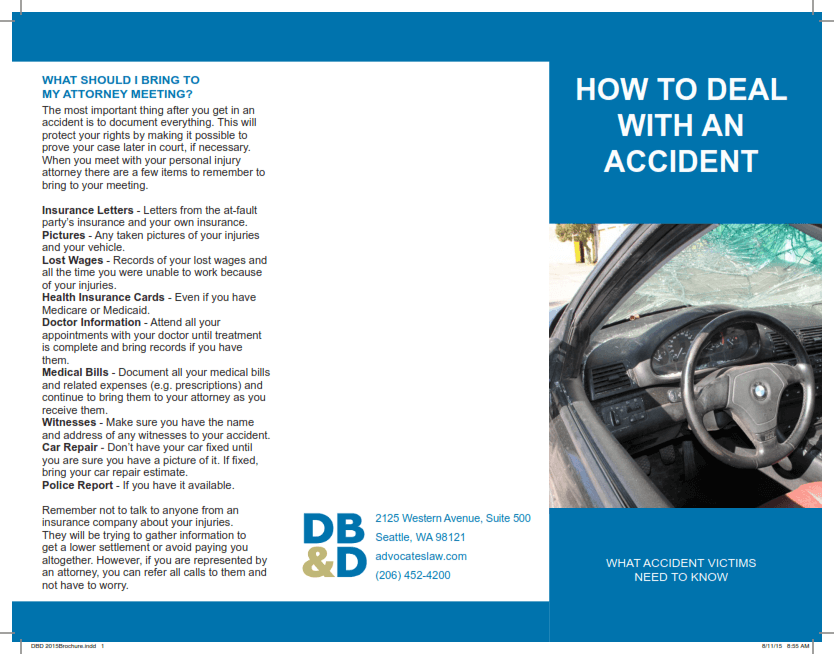 WHAT SHOULD I BRING TO
MY ATTORNEY MEETING?
The most important thing after you get in an
accident is to document everything. This will
protect your rights by making it possible to
prove your case later in court, if necessary.
When you meet with your personal injury
attorney there are a few items to remember to
bring to your meeting.
Insurance Letters - Letters from the at-fault
party's insurance and your own insurance.
Pictures - Any taken pictures of your injuries
and your vehicle.
Lost Wages - Records of your lost wages and
all the time you were unable to work because
of your injuries.
Health Insurance Cards - Even if you have
Medicare or Medicaid.
Doctor Information - Attend all your
appointments with your doctor until treatment
is complete and bring records if you have
them.
Medical Bills - Document all your medical bills
and related expenses (e.g. prescriptions) and
continue to bring them to your attorney as you
receive them.
Witnesses - Make sure you have the name
and address of any witnesses to your accident.
Car Repair - Don't have your car fixed until
you are sure you have a picture of it. If fixed,
bring your car repair estimate.
Police Report - If you have it available.
Remember not to talk to anyone from an
insurance company about your injuries.
They will be trying to gather information to
get a lower settlement or avoid paying you
altogether. However, if you are represented by
an attorney, you can refer all calls to them and
not have to worry.
DB
&D
2125 Western Avenue, Suite 500
Seattle, WA 98121
advocateslaw.com
(206) 452-4200
HOW TO DEAL
WITH AN
ACCIDENT
WHAT ACCIDENT VICTIMS
NEED TO KNOW
DBD 2015Brochure.indd 1
8/11/15 8:55 AM